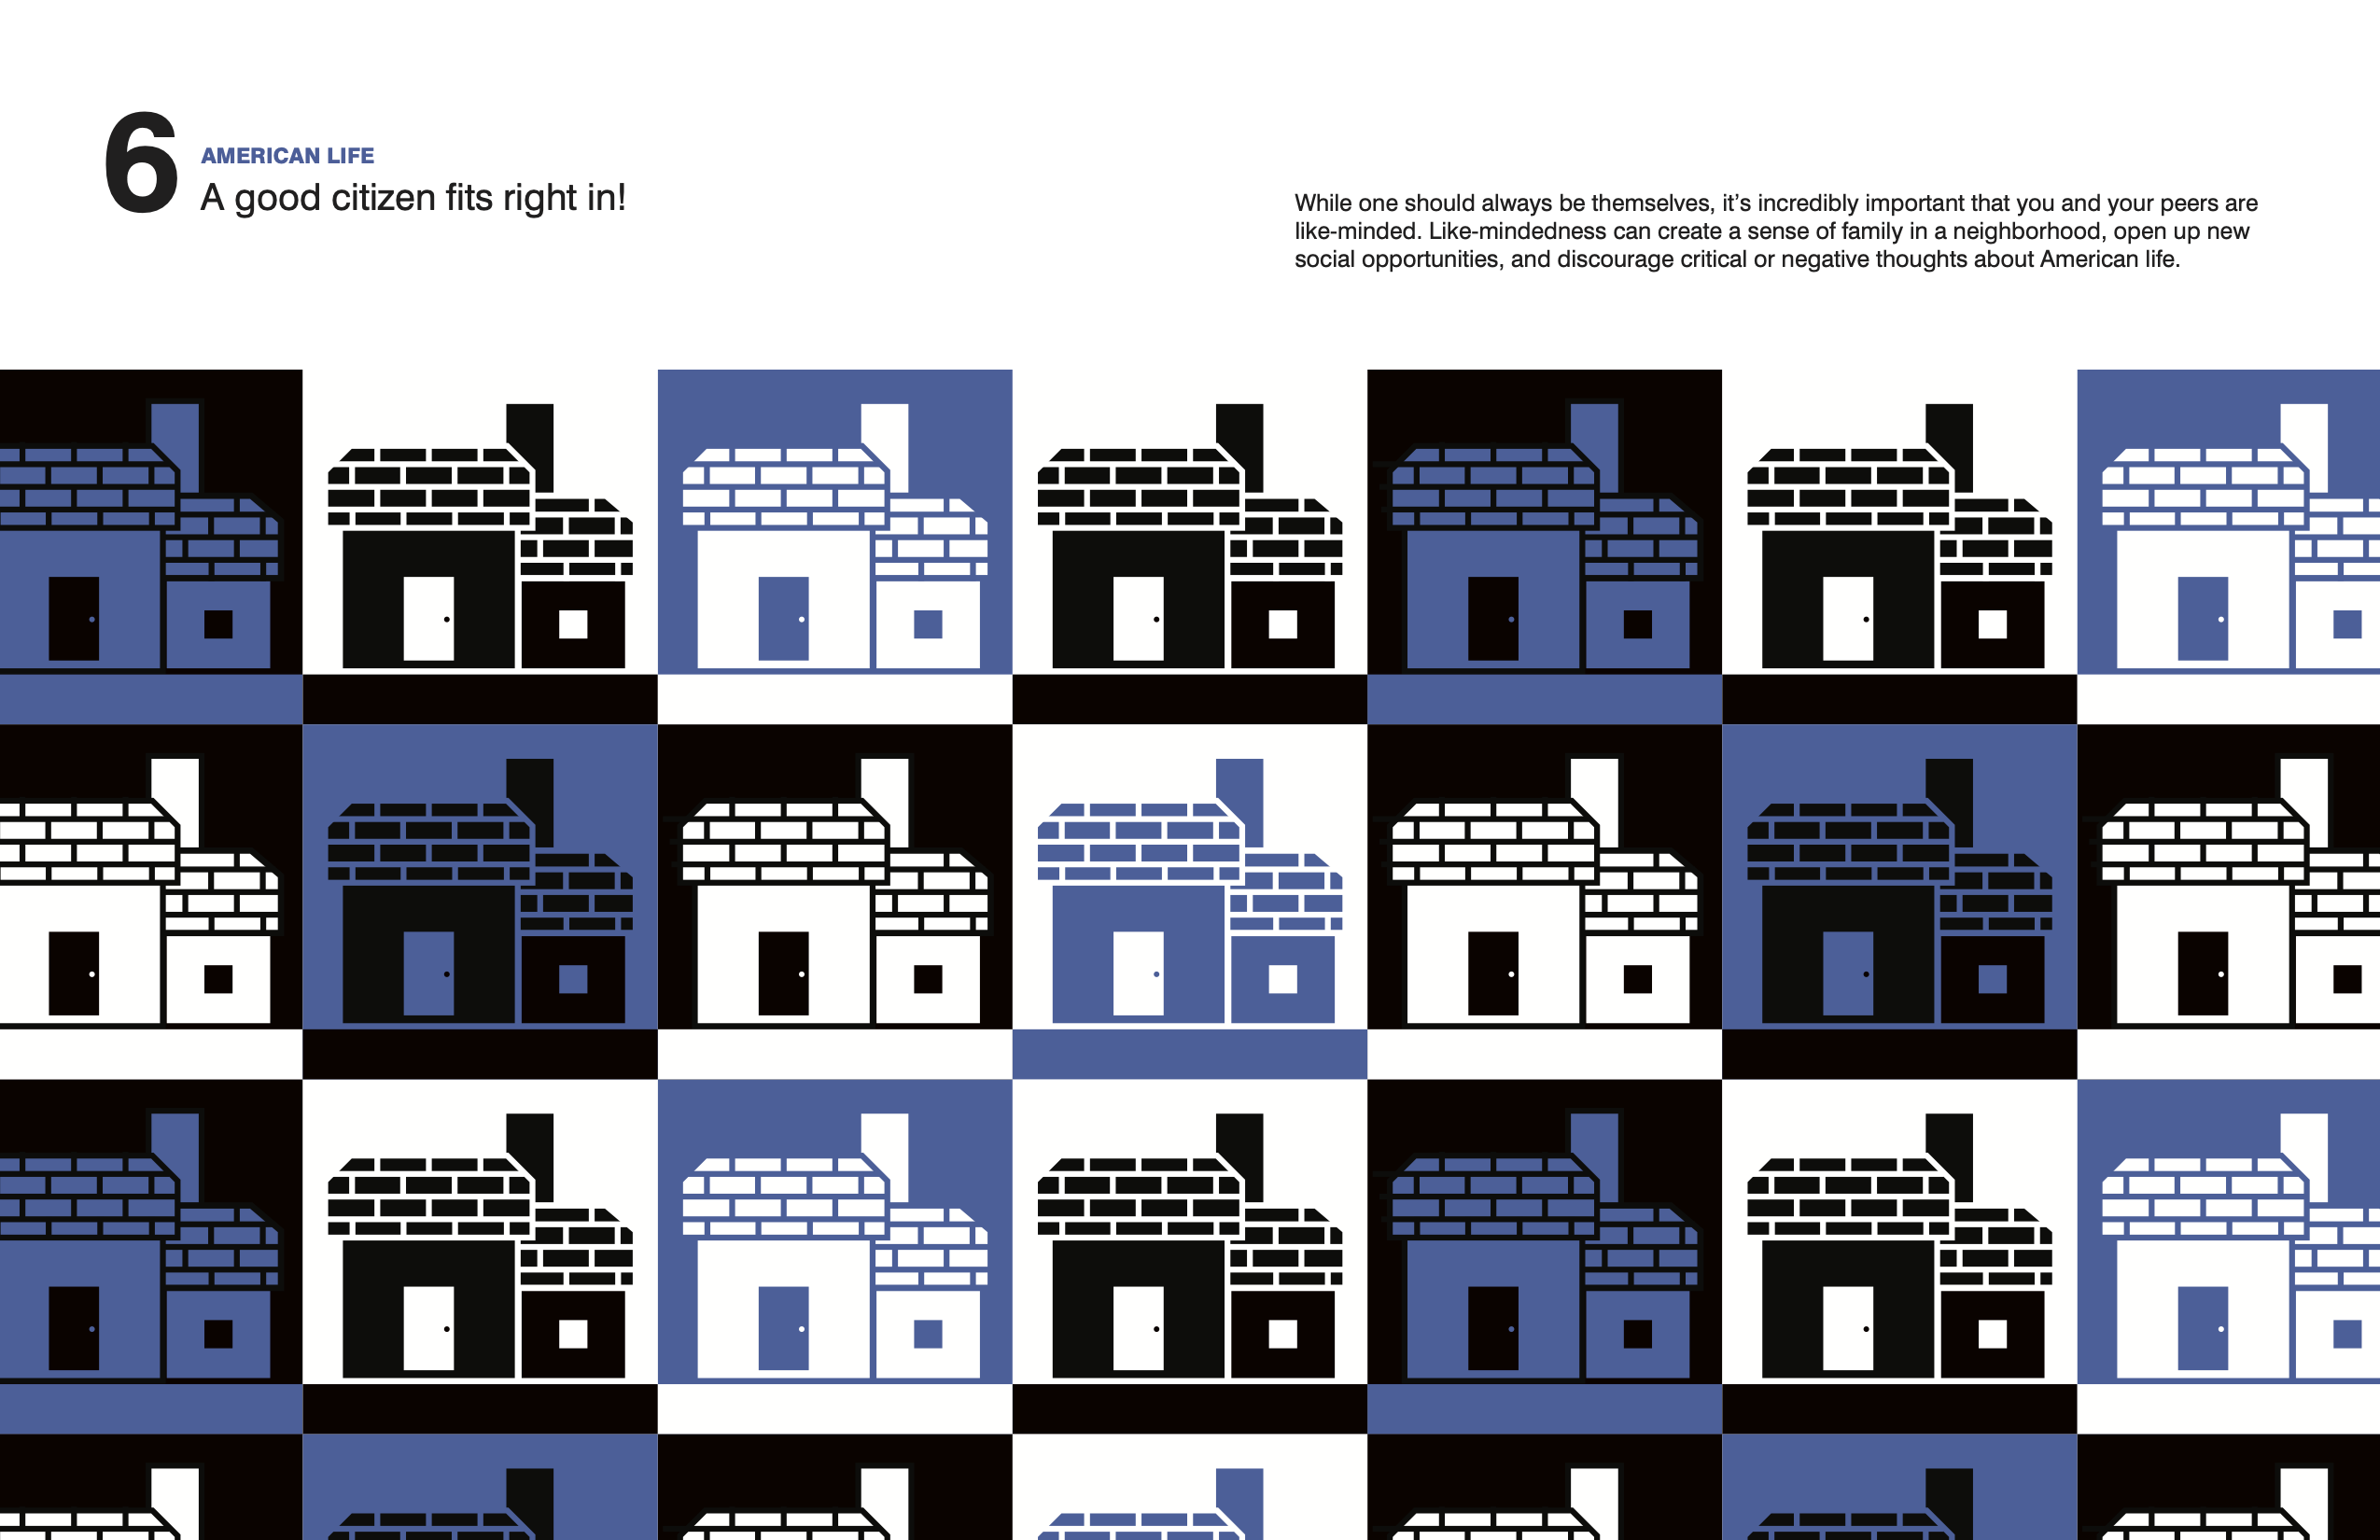 6
AMERICAN LIFE
A good citizen fits right in!
While one should always be themselves, it’s incredibly important that you and your peers are
like-minded. Like-mindedness can create a sense of family in a neighborhood, open up new
social opportunities, and discourage critical or negative thoughts about American life.